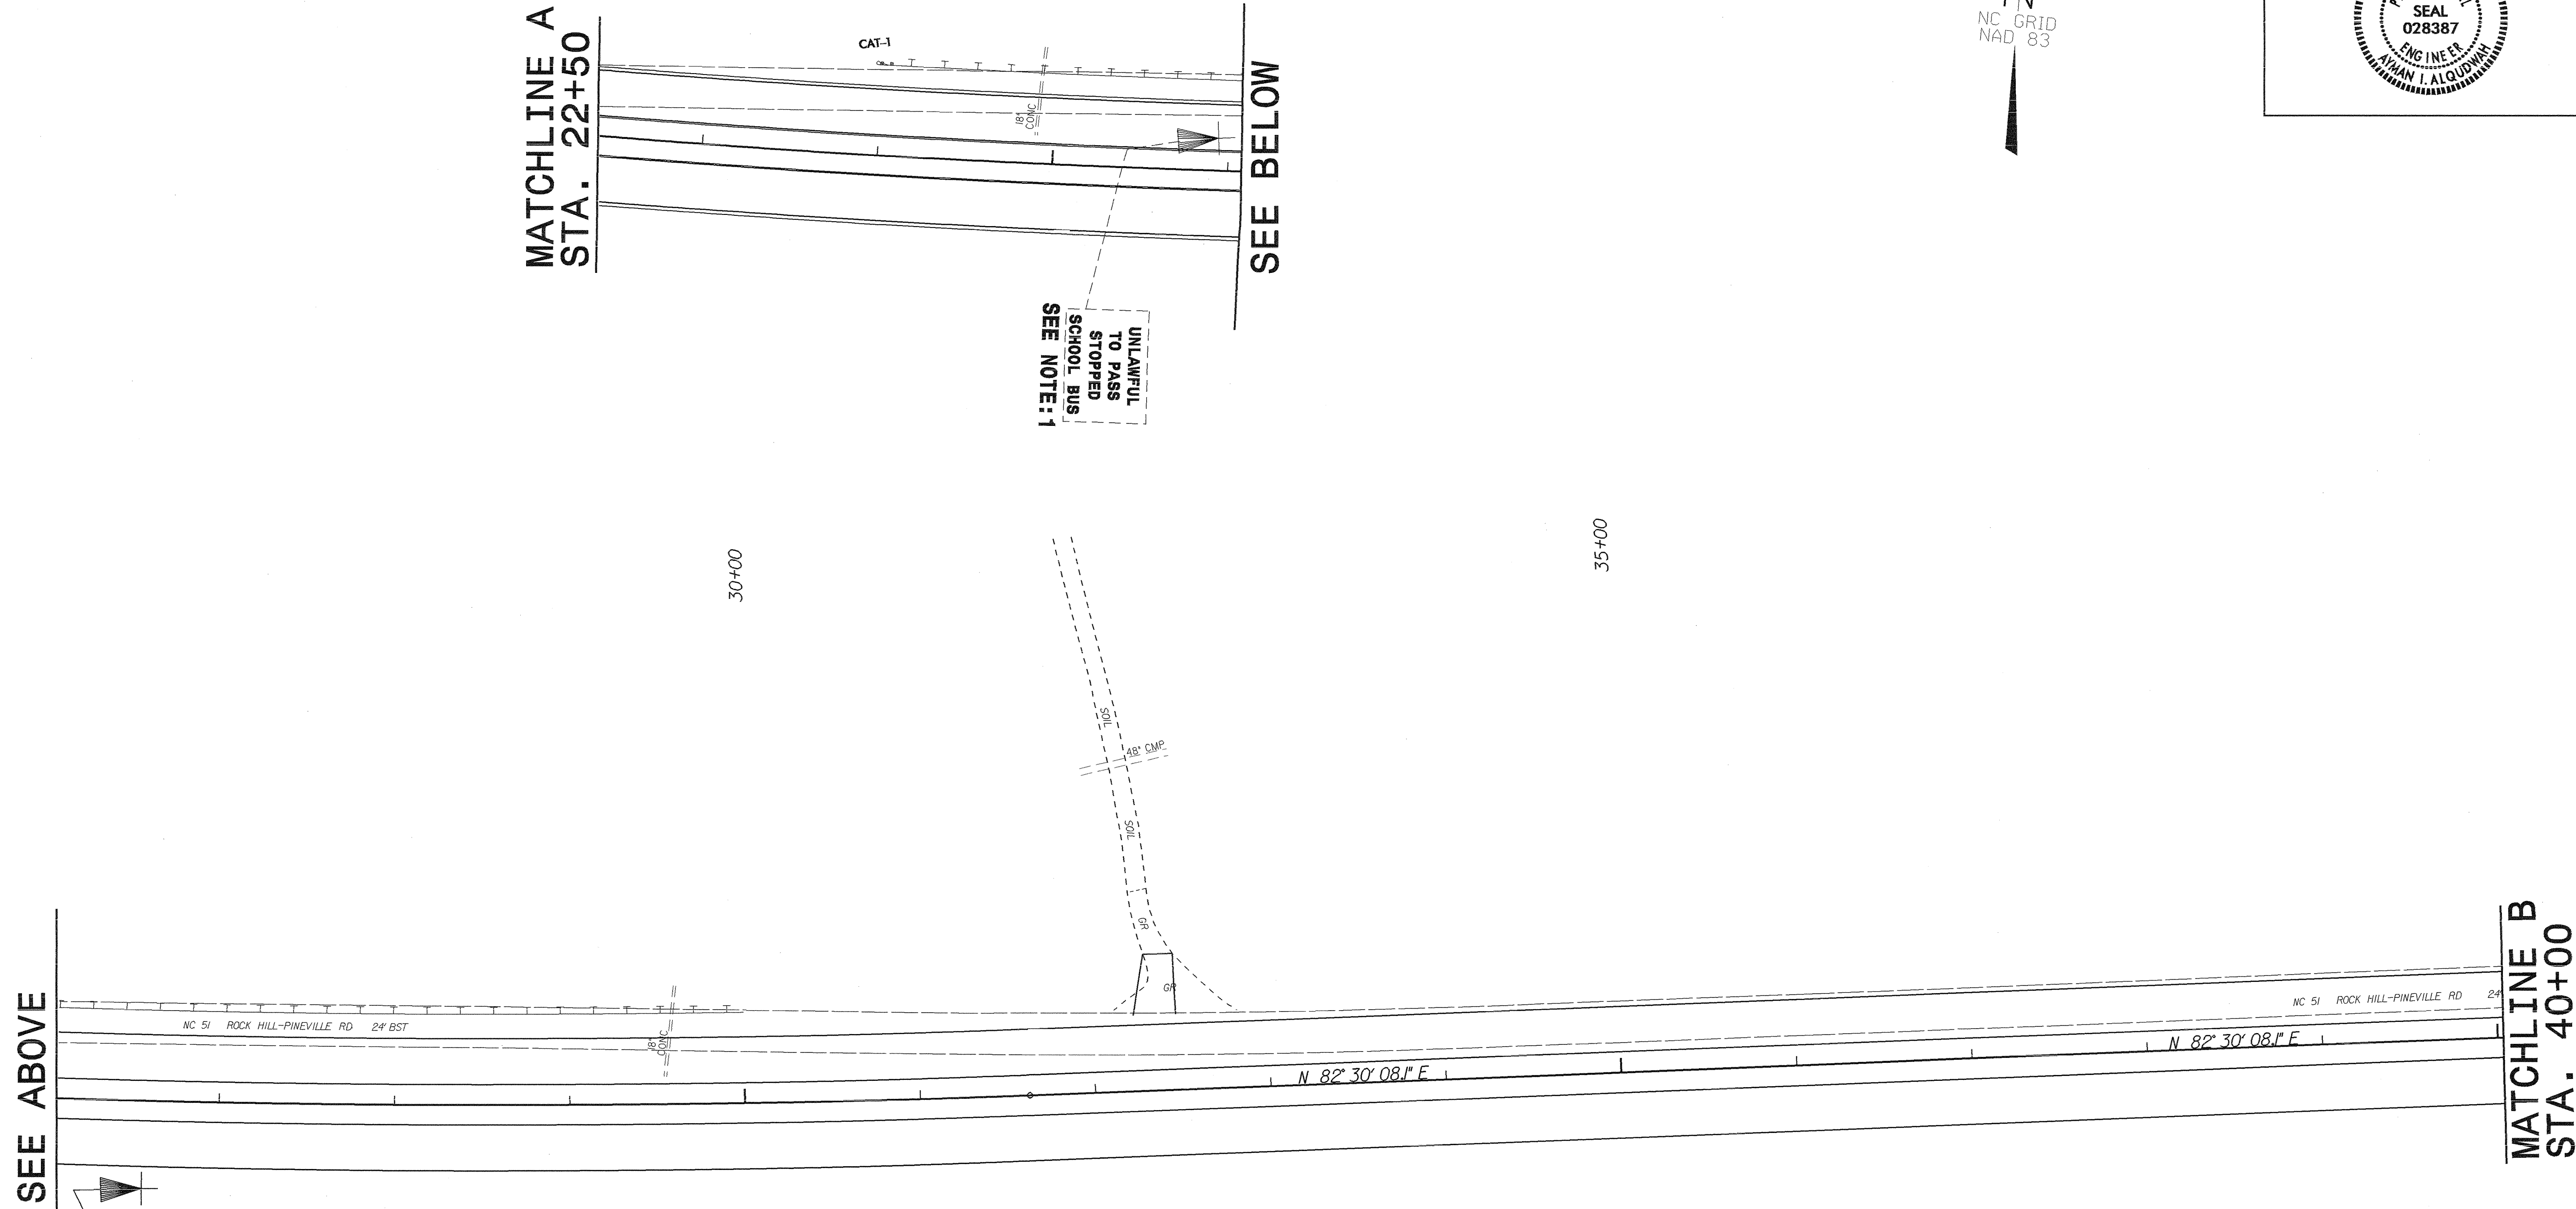 MATCHLINE A
STA. 22+50
CAT-1
18"
CONC
SEE BELOW
UNLAWFUL
TO PASS
STOPPED
SCHOOL BUS
SEE NOTE:1
N
NC GRID
NAD 83
SEAL
028387
ENGINEER
AYMAN I. ALQUDWAH
30+00
35+00
SOIL
48" CMP
SOIL
GR
GR
SEE ABOVE
NC 51 ROCK HILL-PINEVILLE RD 24' BST
18"
CONC
N 82° 30' 08.1" E
NC 51 ROCK HILL-PINEVILLE RD 24'
N 82° 30' 08.1" E
MATCHLINE B
STA. 40+00